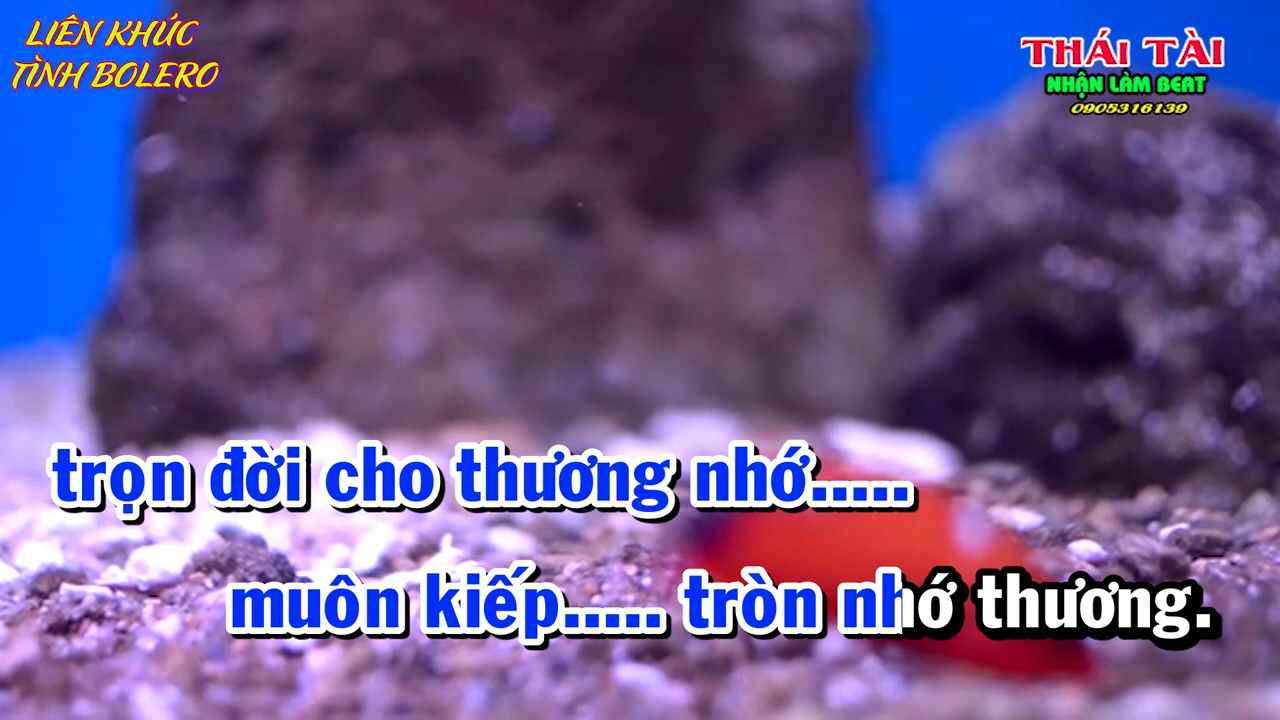 LIÊN KHÚC
TÌNH BOLERO
THÁI TÀI
NHẬN LÀM BEAT
0905316139
trọn đời cho thương nhớ.....
muôn kiếp..... tròn nhớ thương.